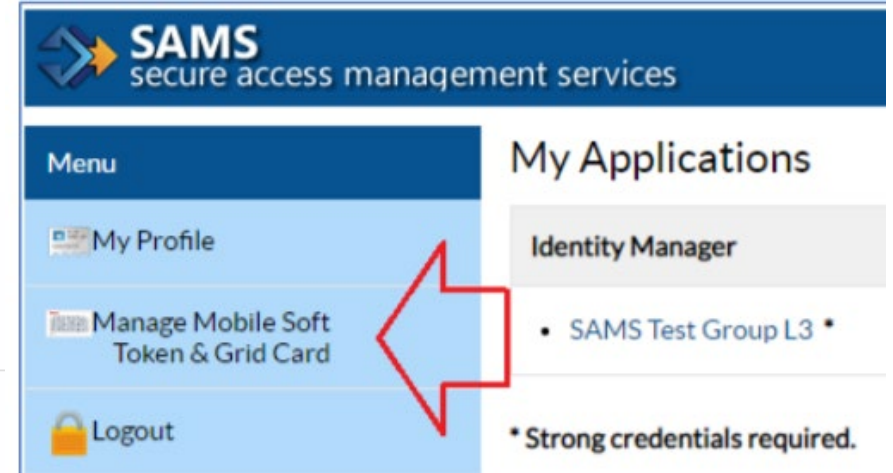 SAMS
secure access management services
Menu
My Profile
Manage Mobile Soft
Token & Grid Card
Logout
My Applications
Identity Manager
• SAMS Test Group L3 *
* Strong credentials required.